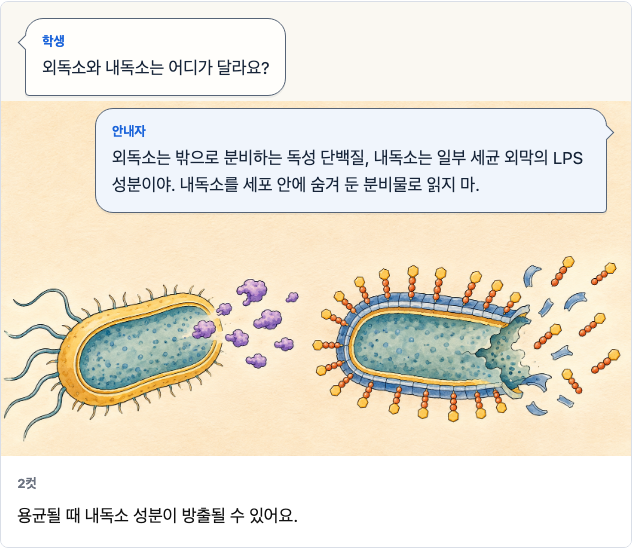 학생
외독소와 내독소는 어디가 달라요?
안내자
외독소는 밖으로 분비하는 독성 단백질, 내독소는 일부 세균 외막의 LPS
성분이야. 내독소를 세포 안에 숨겨 둔 분비물로 읽지 마.
2컷
용균될 때 내독소 성분이 방출될 수 있어요.